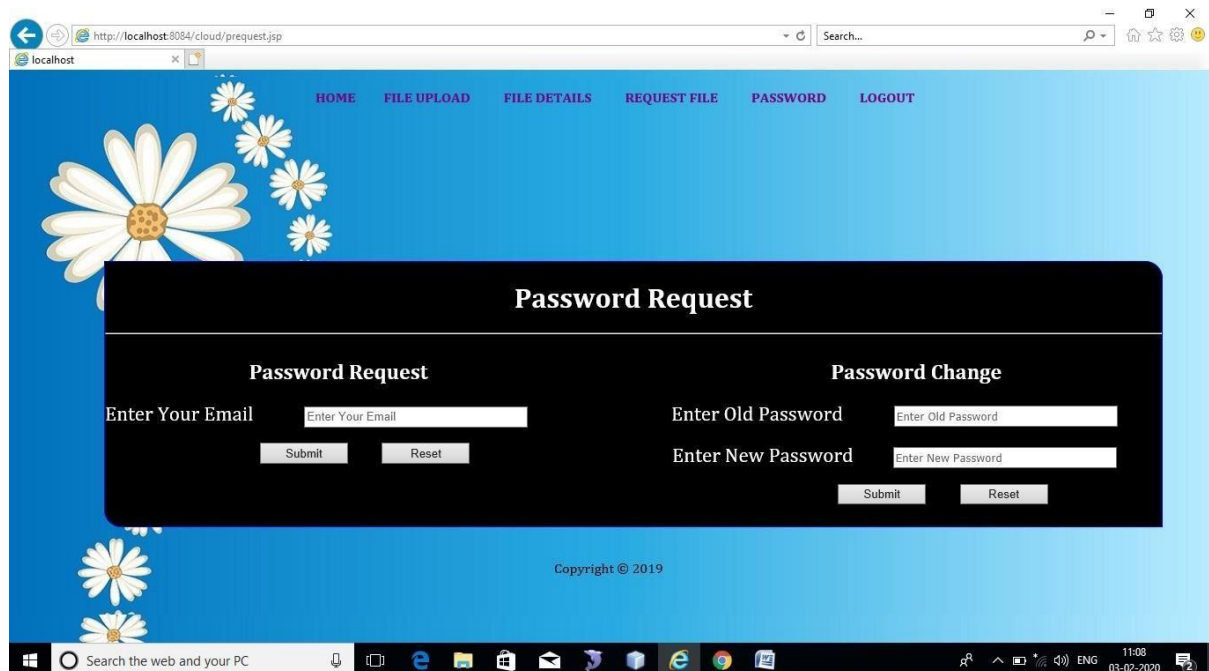 http://localhost:8084/cloud/prequest.jsp
Search...
localhost
HOME FILE UPLOAD FILE DETAILS REQUEST FILE PASSWORD LOGOUT
Password Request
Password Request
Enter Your Email
Enter Your Email
Submit Reset
Password Change
Enter Old Password
Enter Old Password
Enter New Password
Enter New Password
Submit Reset
Copyright © 2019
Search the web and your PC
ENG
11:08
03-02-2020